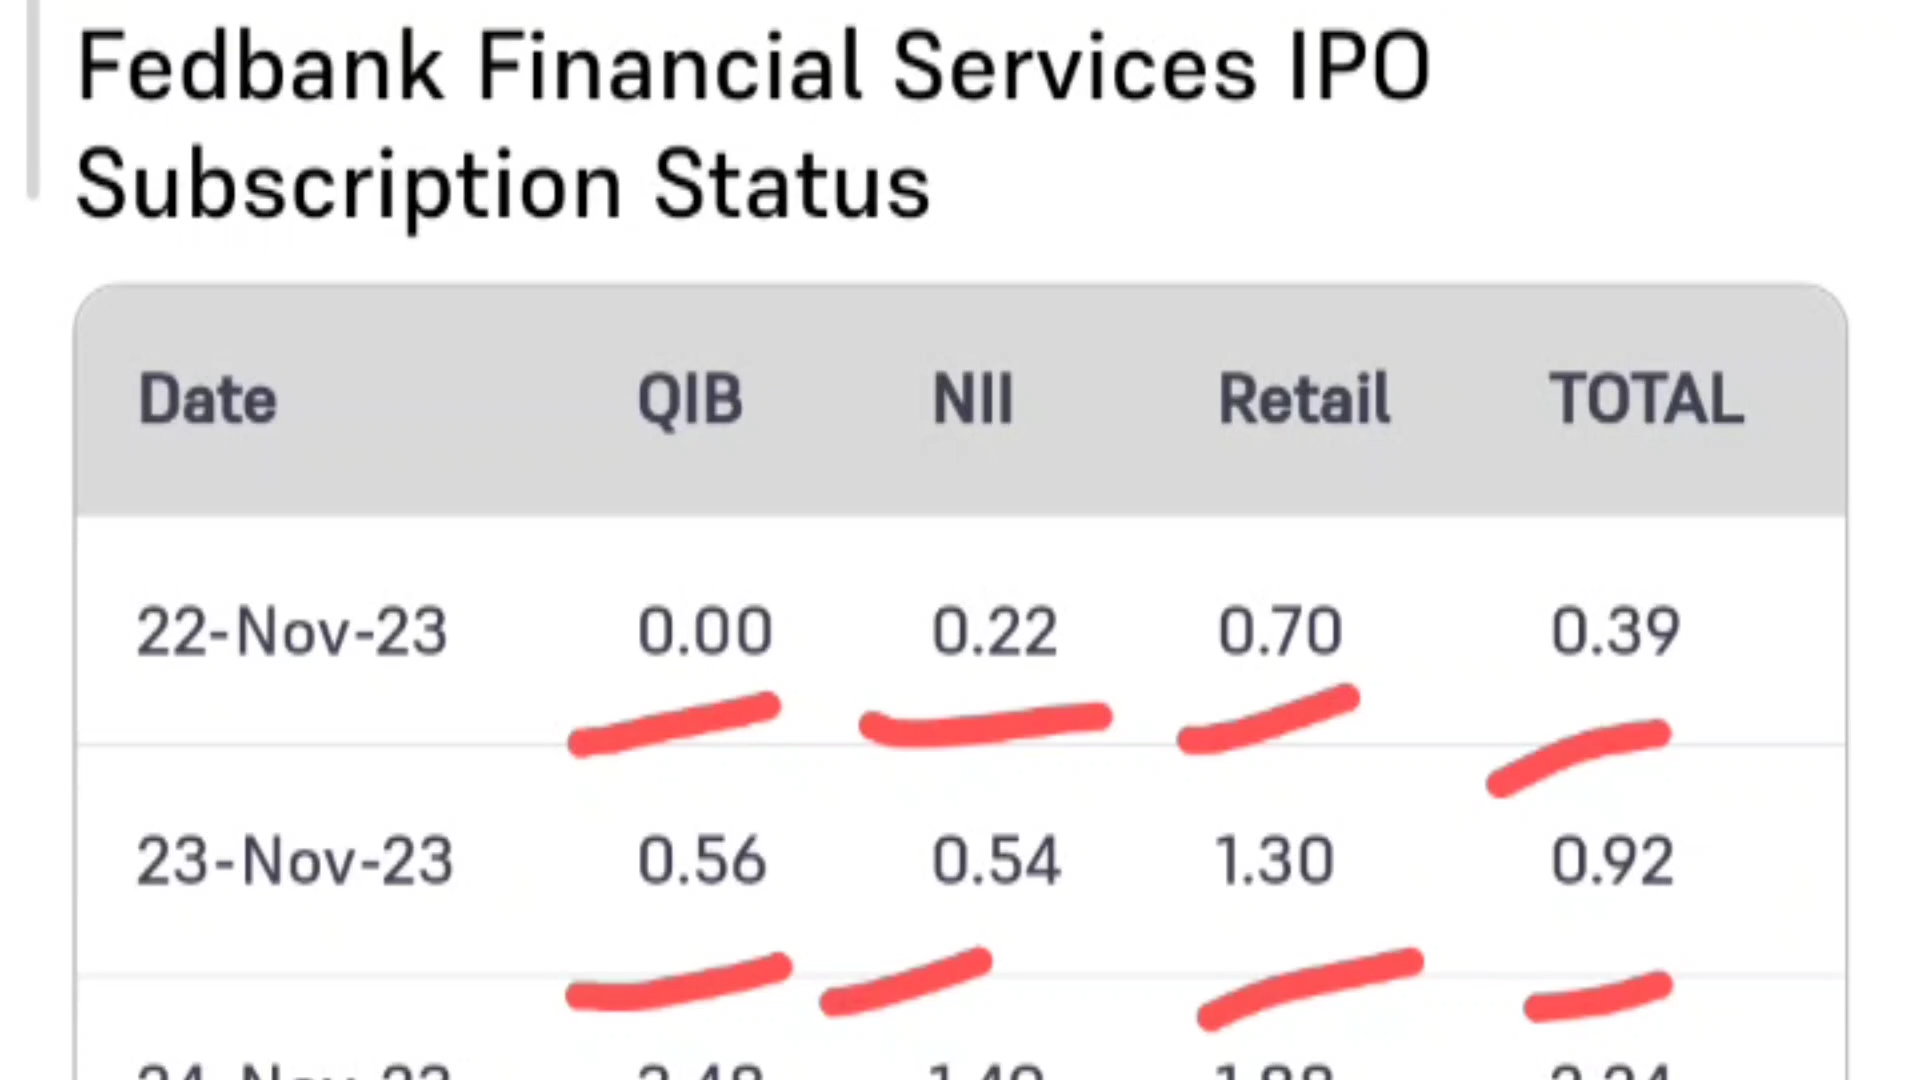 Fedbank Financial Services IPO
Subscription Status
Date QIB NII Retail TOTAL
22-Nov-23 0.00 0.22 0.70 0.39
23-Nov-23 0.56 0.54 1.30 0.92